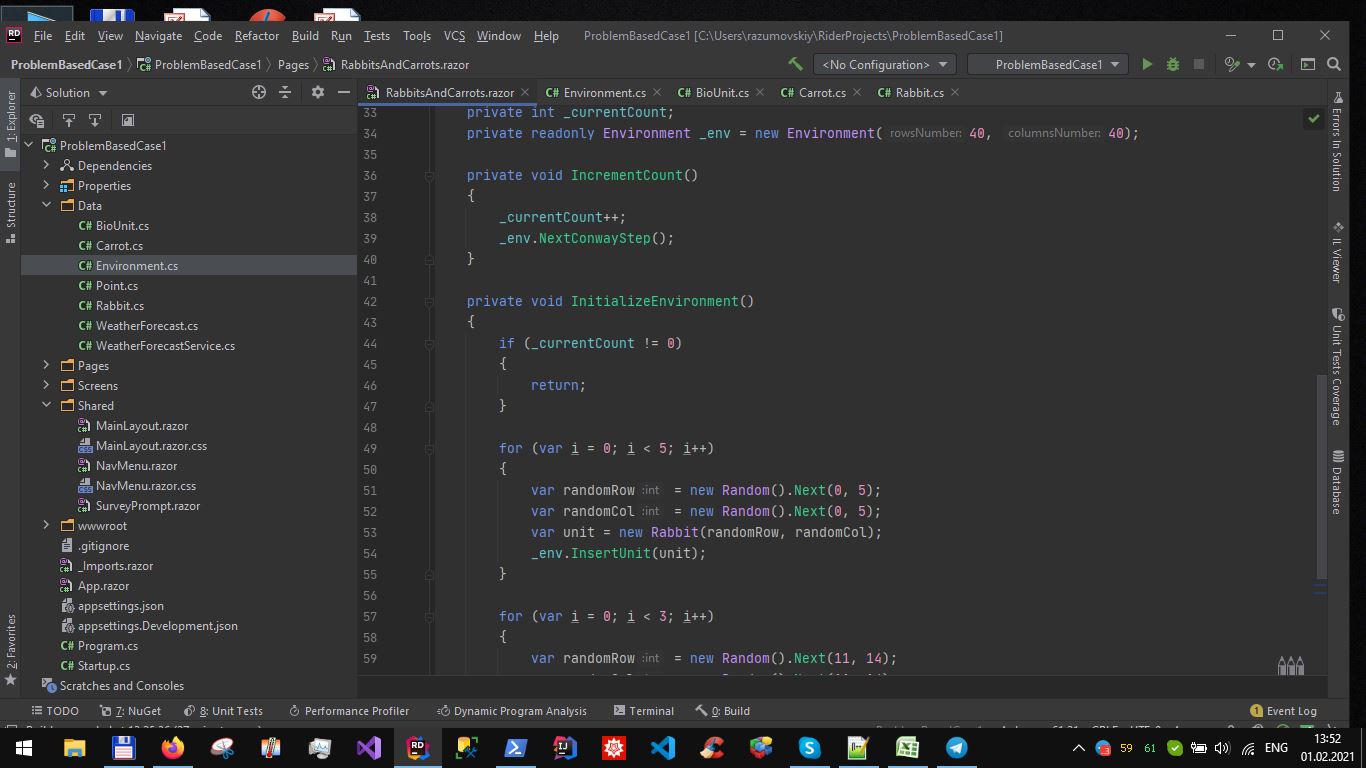 File Edit View Navigate Code Refactor Build Run Tests Tools VCS Window Help ProblemBasedCase1 [C:\Users\razumovskiy\RiderProjects\ProblemBasedCase1]
ProblemBasedCase1 ProblemBasedCase1 Pages RabbitsAndCarrots.razor <No Configuration> ProblemBasedCase1
Solution
RabbitsAndCarrots.razor Environment.cs BioUnit.cs Carrot.cs Rabbit.cs
1: Explorer
Structure
2: Favorites
ProblemBasedCase1
Dependencies
Properties
Data
BioUnit.cs
Carrot.cs
Environment.cs
Point.cs
Rabbit.cs
WeatherForecast.cs
WeatherForecastService.cs
Pages
Screens
Shared
MainLayout.razor
MainLayout.razor.css
NavMenu.razor
NavMenu.razor.css
SurveyPrompt.razor
wwwroot
.gitignore
_Imports.razor
App.razor
appsettings.json
appsettings.Development.json
Program.cs
Startup.cs
Scratches and Consoles
33 private int _currentCount;
34 private readonly Environment _env = new Environment( rowsNumber: 40, columnsNumber: 40);
35
36 private void IncrementCount()
37 {
38 _currentCount++;
39 _env.NextConwayStep();
40 }
41
42 private void InitializeEnvironment()
43 {
44 if (_currentCount != 0)
45 {
46 return;
47 }
48
49 for (var i = 0; i < 5; i++)
50 {
51 var randomRow :int = new Random().Next(0, 5);
52 var randomCol :int = new Random().Next(0, 5);
53 var unit = new Rabbit(randomRow, randomCol);
54 _env.InsertUnit(unit);
55 }
56
57 for (var i = 0; i < 3; i++)
58 {
59 var randomRow :int = new Random().Next(11, 14);
Errors In Solution
IL Viewer
Unit Tests Coverage
Database
TODO 7: NuGet 8: Unit Tests Performance Profiler Dynamic Program Analysis Terminal 0: Build 1 Event Log
59 61 ENG 13:52
01.02.2021